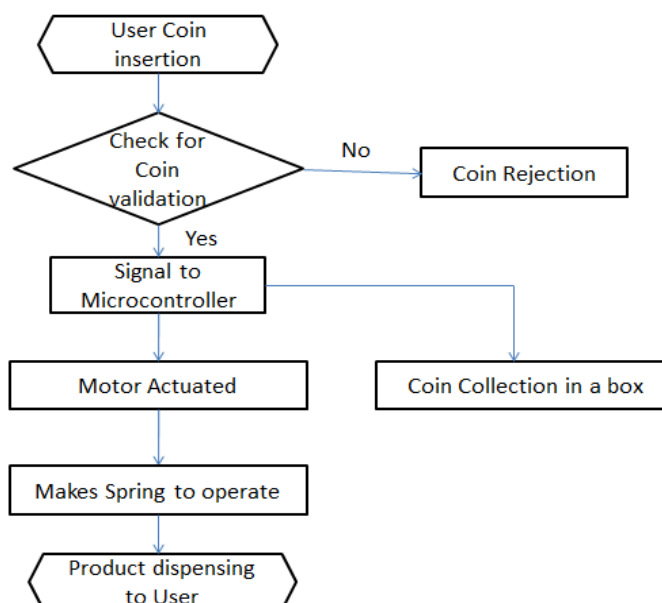 User Coin
insertion
Check for
Coin
validation
No
Coin Rejection
Yes
Signal to
Microcontroller
Motor Actuated
Coin Collection in a box
Makes Spring to operate
Product dispensing
to User